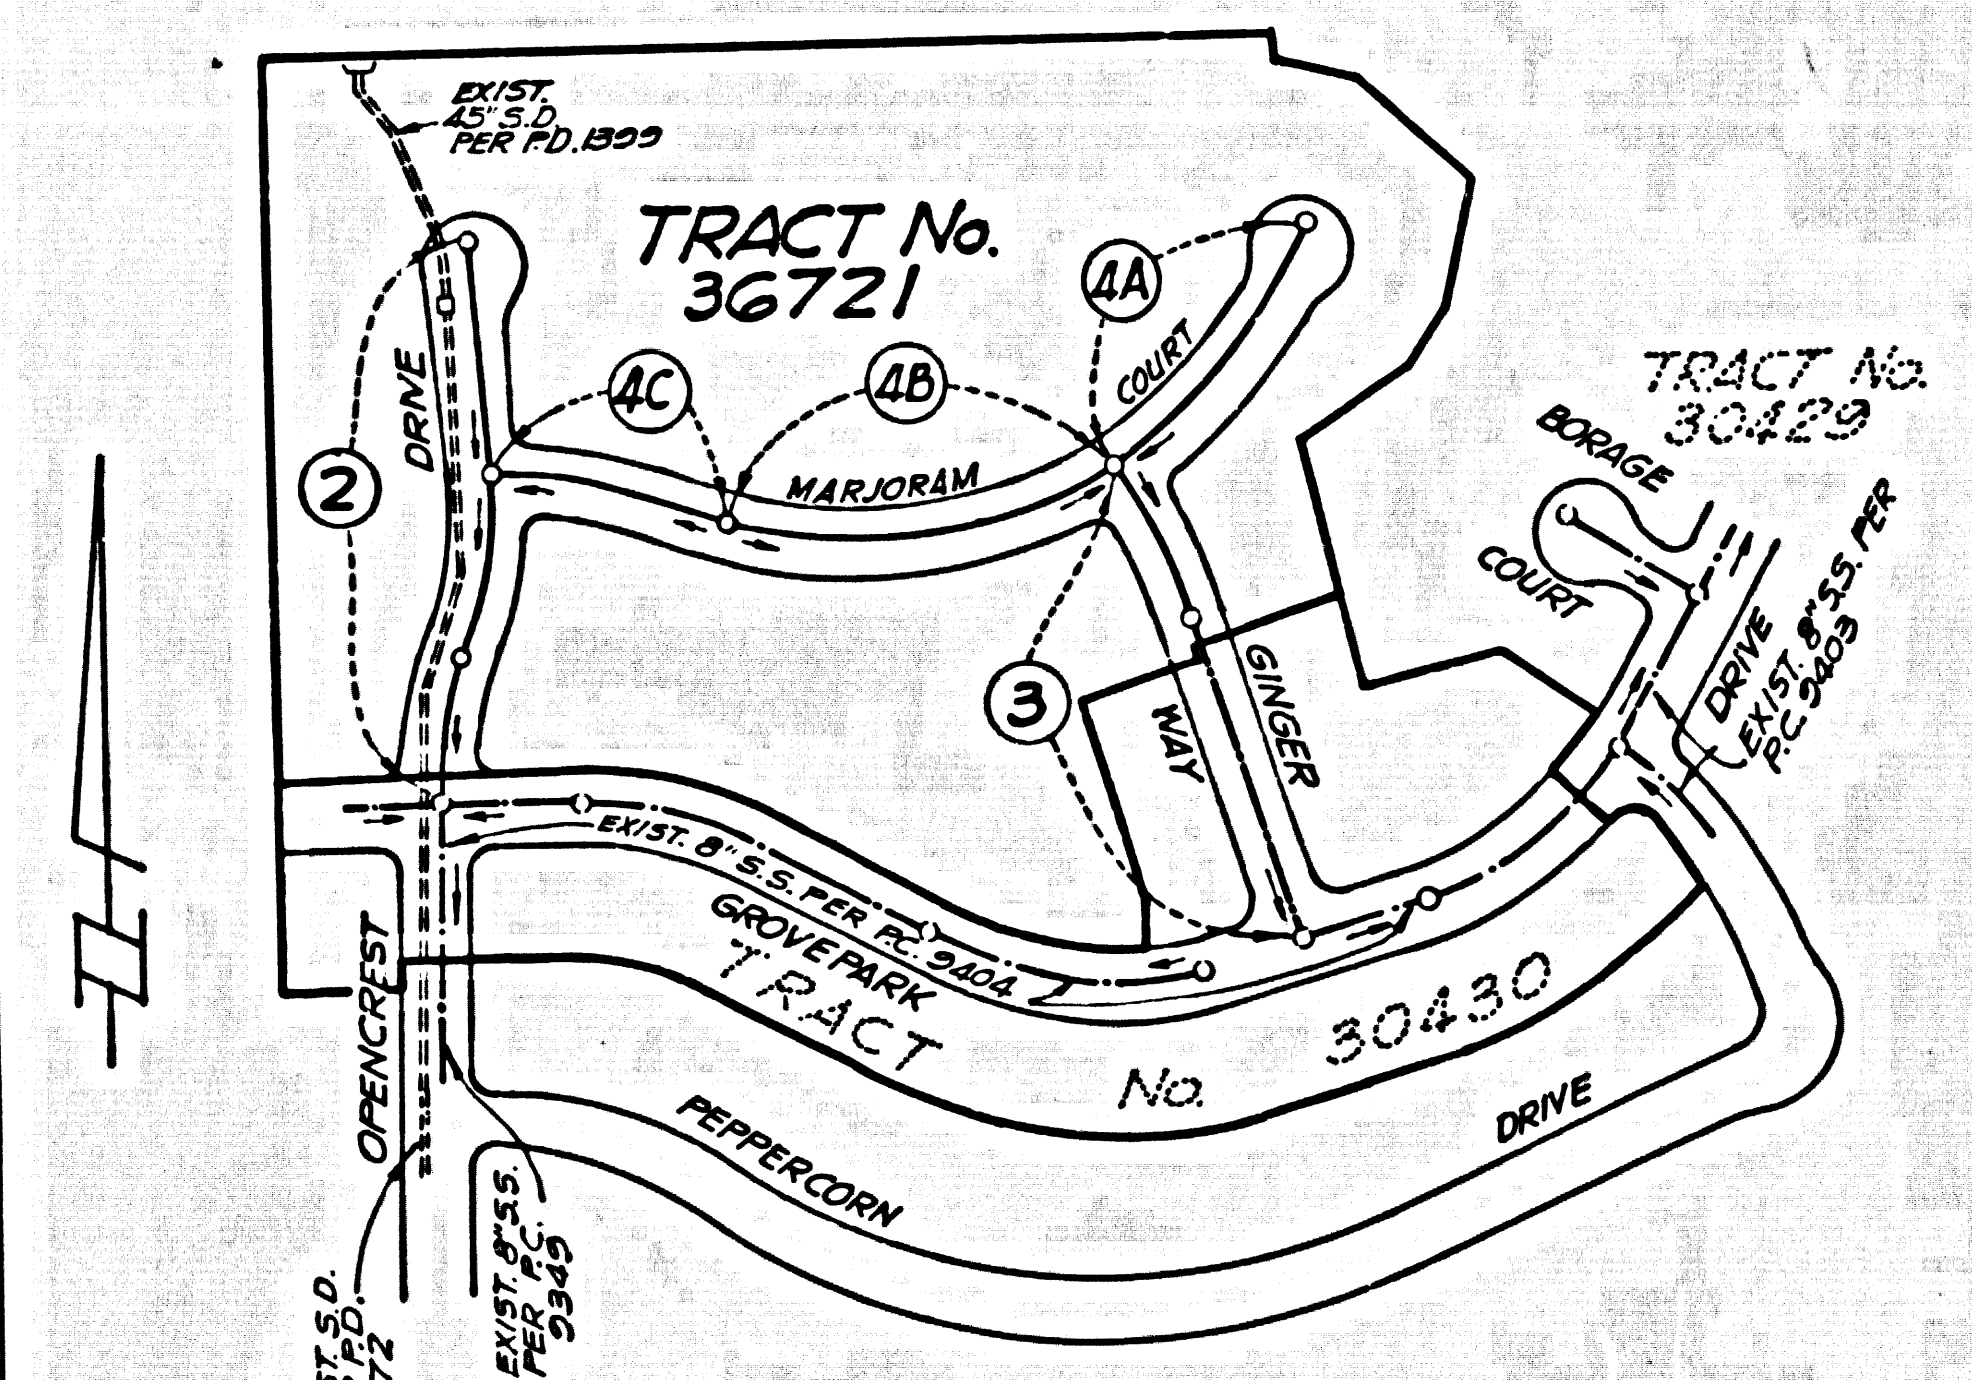 EXIST.
45" S.D.
PER P.D. 1399
TRACT No.
36721
4A
4C
4B
2
3
DRIVE
MARJORAM
COURT
TRACT No.
30429
BORAGE
COURT
DRIVE
EXIST. 8" S.S. PER
P.C. 9403
GINGER
WAY
EXIST. 8" S.S. PER P.C. 9404
GROVEPARK
TRACT
No.
30430
DRIVE
OPENCREST
PEPPERCORN
EXIST. 8" S.S.
PER P.C.
9349
ST. S.D.
P.D.
72